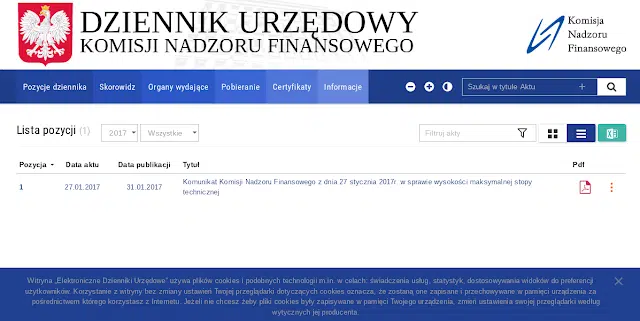 DZIENNIK URZĘDOWY
KOMISJI NADZORU FINANSOWEGO
Komisja
Nadzoru
Finansowego
Pozycje dziennika Skorowidz Organy wydające Pobieranie Certyfikaty Informacje
Szukaj w tytule Aktu
Lista pozycji (1) 2017 Wszystkie Filtruj akty
Pozycja Data aktu Data publikacji Tytuł Pdf
1 27.01.2017 31.01.2017 Komunikat Komisji Nadzoru Finansowego z dnia 27 stycznia 2017r. w sprawie wysokości maksymalnej stopy
technicznej
Witryna „Elektroniczne Dzienniki Urzędowe” używa plików cookies i podobnych technologii m.in. w celach: świadczenia usług, statystyk, dostosowywania widoków do preferencji
użytkowników. Korzystanie z witryny bez zmiany ustawień Twojej przeglądarki dotyczących cookies oznacza, że zostaną one zapisane i przechowywane w pamięci urządzenia za
pośrednictwem którego korzystasz z Internetu. Jeżeli nie chcesz żeby pliki cookies były zapisywane w pamięci Twojego urządzenia, zmień ustawienia swojej przeglądarki według
wytycznych jej producenta.